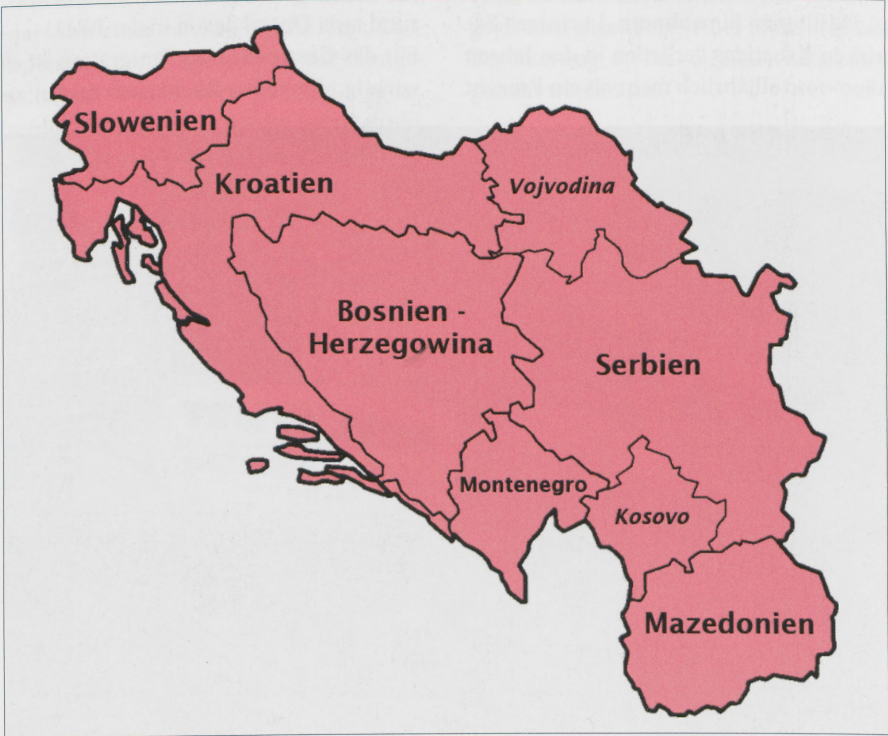 Slowenien
Kroatien
Vojvodina
Bosnien -
Herzegowina
Serbien
Montenegro
Kosovo
Mazedonien